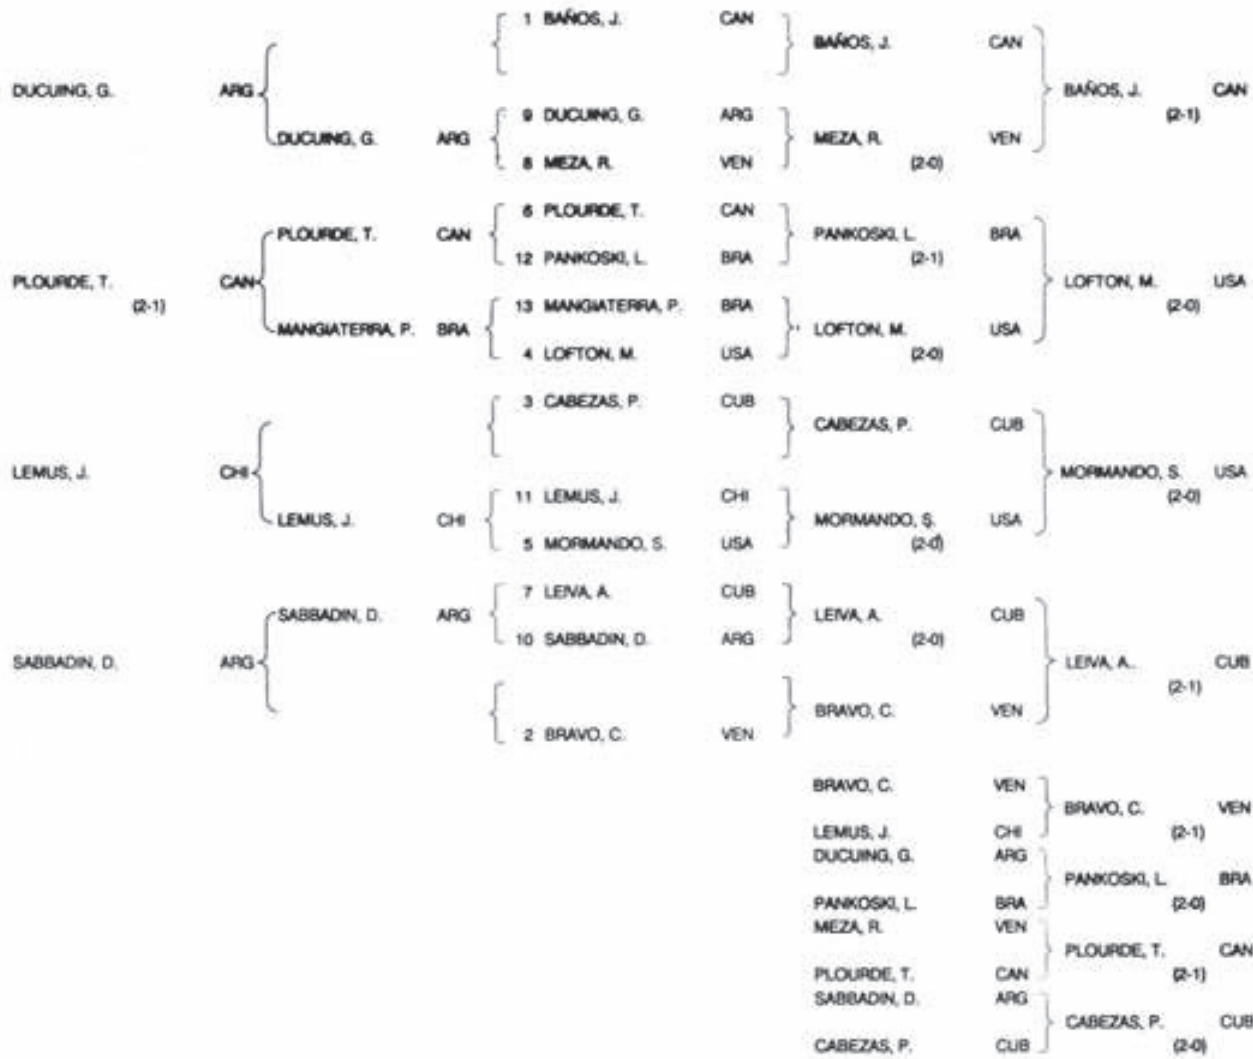 1 BAÑOS, J. CAN
BAÑOS, J. CAN
DUCUING, G. ARG BAÑOS, J. CAN
9 DUCUING, G. ARG (2-1)
DUCUING, G. ARG MEZA, R. VEN
8 MEZA, R. VEN (2-0)
6 PLOURDE, T. CAN
PLOURDE, T. CAN PANKOSKI, L. BRA
12 PANKOSKI, L. BRA (2-1)
PLOURDE, T. CAN LOFTON, M. USA
(2-1) 13 MANGIATERRA, P. BRA (2-0)
MANGIATERRA, P. BRA LOFTON, M. USA
4 LOFTON, M. USA (2-0)
3 CABEZAS, P. CUB
CABEZAS, P. CUB
LEMUS, J. CHI MORMANDO, S. USA
11 LEMUS, J. CHI (2-0)
LEMUS, J. CHI MORMANDO, S. USA
5 MORMANDO, S. USA (2-0)
7 LEIVA, A. CUB
SABBADIN, D. ARG LEIVA, A. CUB
10 SABBADIN, D. ARG (2-0)
SABBADIN, D. ARG LEIVA, A. CUB
(2-1)
BRAVO, C. VEN
2 BRAVO, C. VEN
BRAVO, C. VEN
BRAVO, C. VEN
LEMUS, J. CHI (2-1)
DUCUING, G. ARG
PANKOSKI, L. BRA
PANKOSKI, L. BRA (2-0)
MEZA, R. VEN
PLOURDE, T. CAN
PLOURDE, T. CAN (2-1)
SABBADIN, D. ARG
CABEZAS, P. CUB
CABEZAS, P. CUB (2-0)